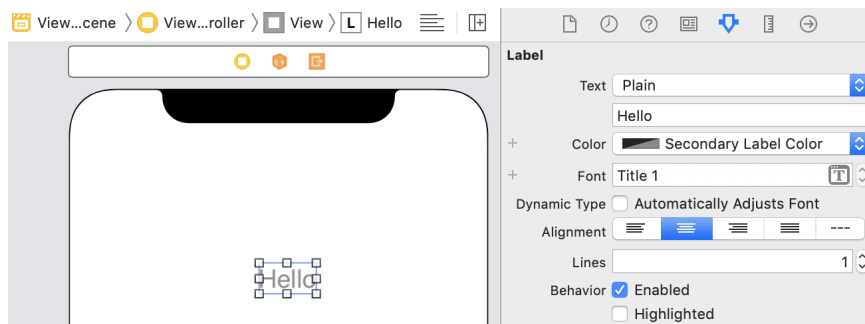 View...cene View...roller View L Hello
Label
Text Plain
Hello
Color Secondary Label Color
Font Title 1 T
Dynamic Type Automatically Adjusts Font
Alignment ---
Hello
Lines 1
Behavior Enabled
Highlighted